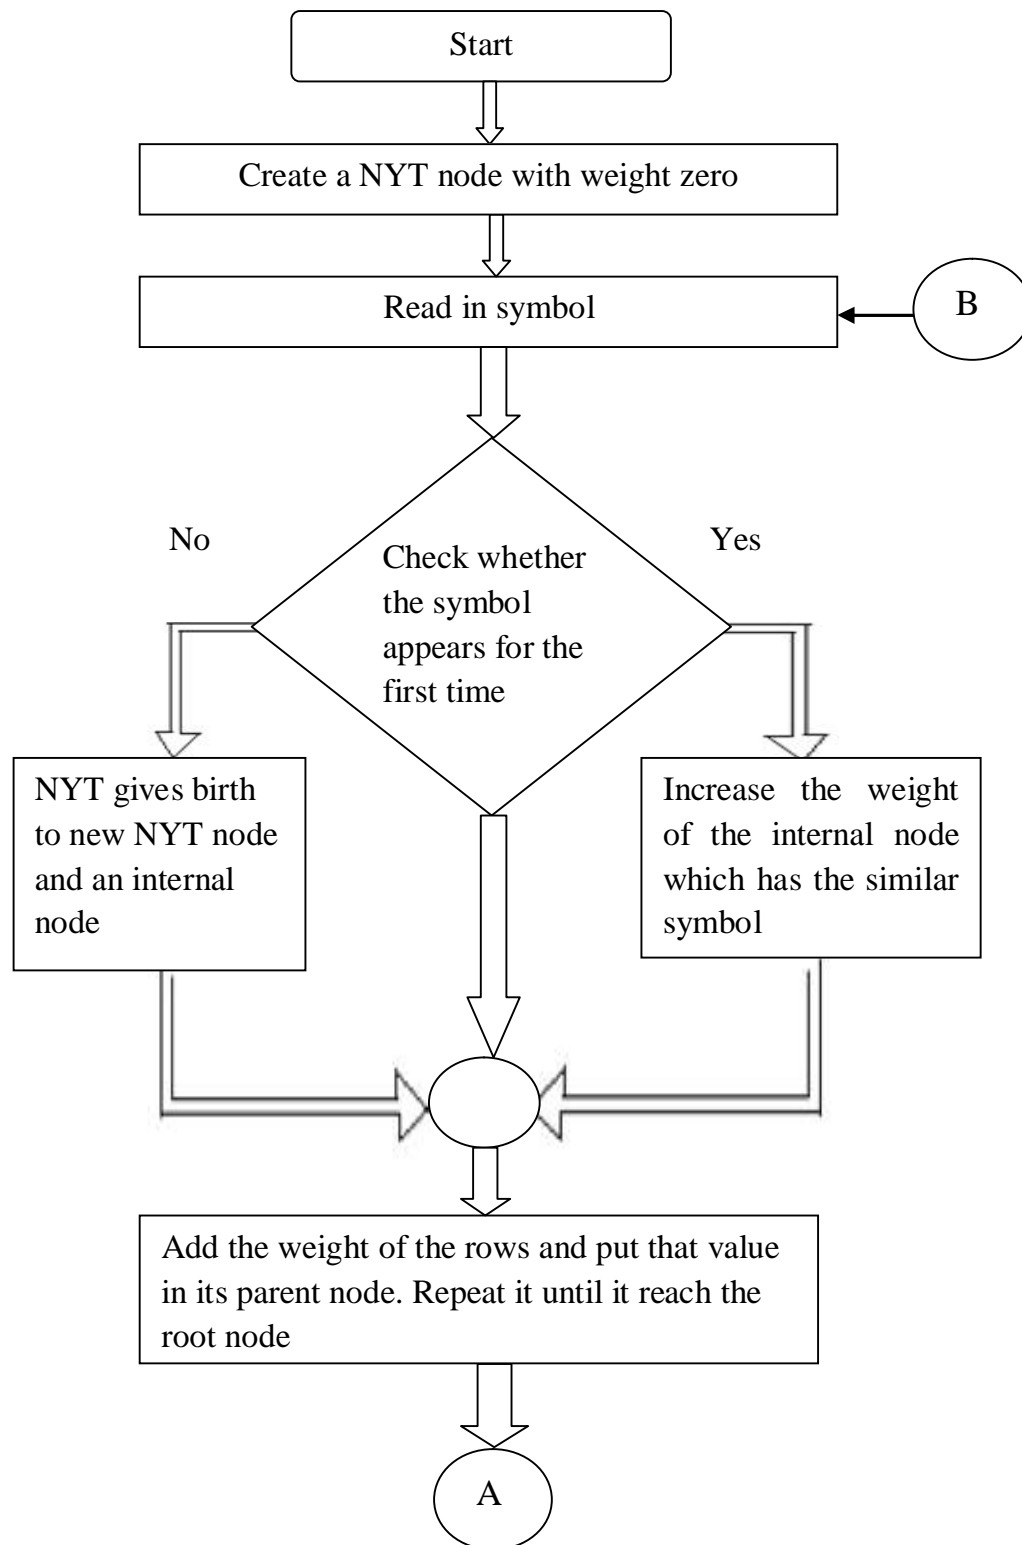 Start
Create a NYT node with weight zero
Read in symbol
B
No
Yes
Check whether
the symbol
appears for the
first time
NYT gives birth
to new NYT node
and an internal
node
Increase the weight
of the internal node
which has the similar
symbol
Add the weight of the rows and put that value
in its parent node. Repeat it until it reach the
root node
A